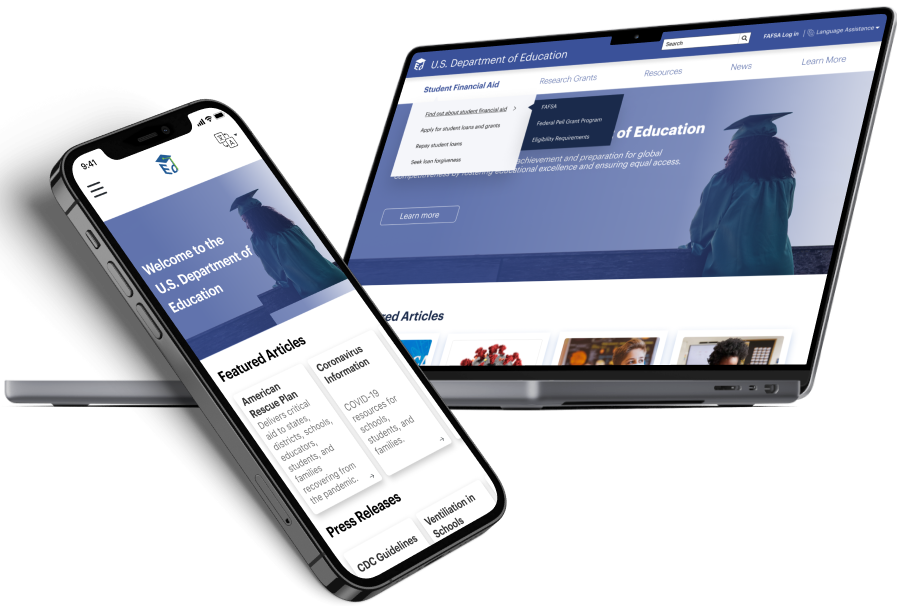 U.S. Department of Education
Search
FAFSA Log in
Language Assistance
Student Financial Aid
Research Grants
Resources
News
Learn More
Find out about student financial aid
Apply for student loans and grants
Repay student loans
Seek loan forgiveness
FAFSA
Federal Pell Grant Program
Eligibility Requirements
of Education
achievement and preparation for global
competitiveness by fostering educational excellence and ensuring equal access.
Learn more
red Articles
9:41
Ed
Welcome to the
U.S. Department of
Education
Featured Articles
American
Rescue Plan
Delivers critical
aid to states,
districts, schools,
educators,
students, and
families
recovering from
the pandemic.
Coronavirus
Information
COVID-19
resources for
schools,
students, and
families.
Press Releases
CDC Guidelines
Ventiliation in
Schools